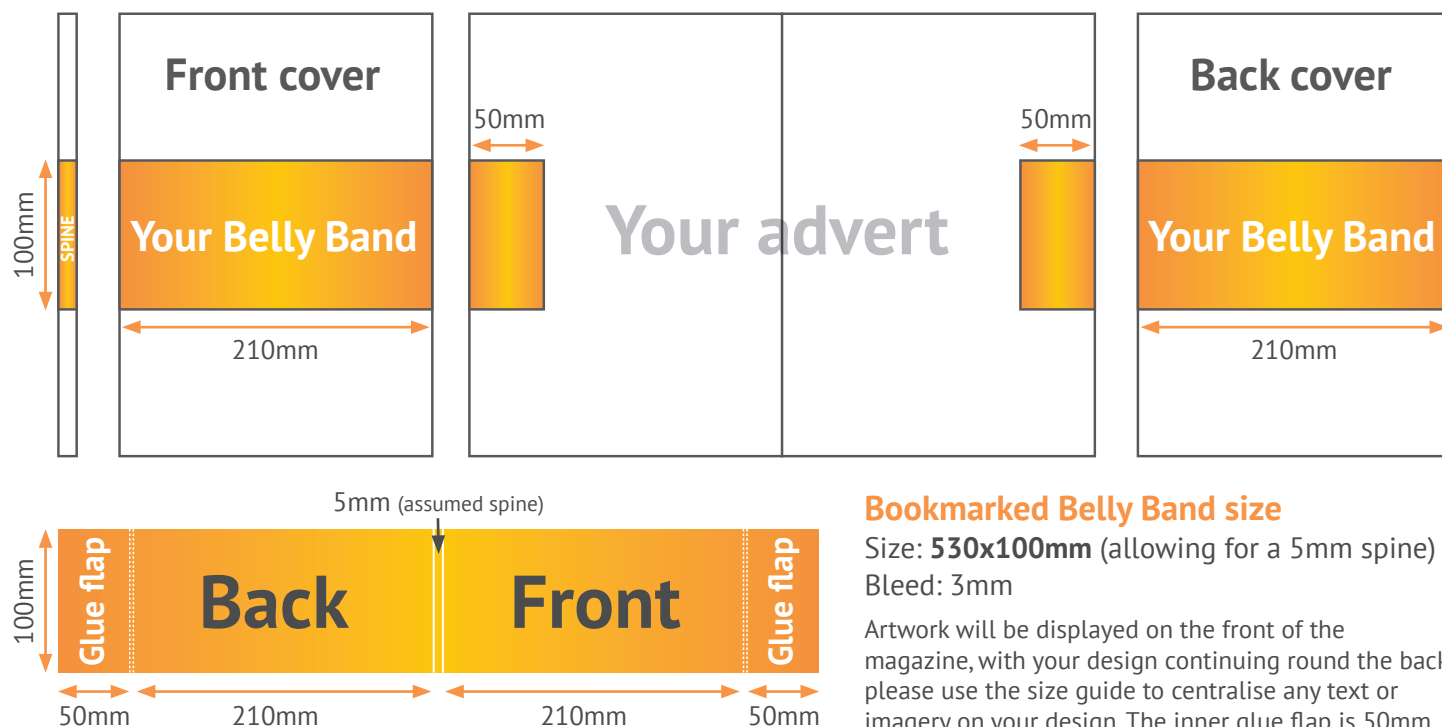 Front cover
Back cover
50mm
50mm
100mm
SPINE
Your Belly Band
Your advert
Your Belly Band
210mm
210mm
5mm (assumed spine)
100mm
Glue flap
Back
Front
Glue flap
50mm
210mm
210mm
50mm
Bookmarked Belly Band size
Size: 530x100mm (allowing for a 5mm spine)
Bleed: 3mm
Artwork will be displayed on the front of the
magazine, with your design continuing round the back
please use the size guide to centralise any text or
imagery on your design. The inner glue flap is 50mm